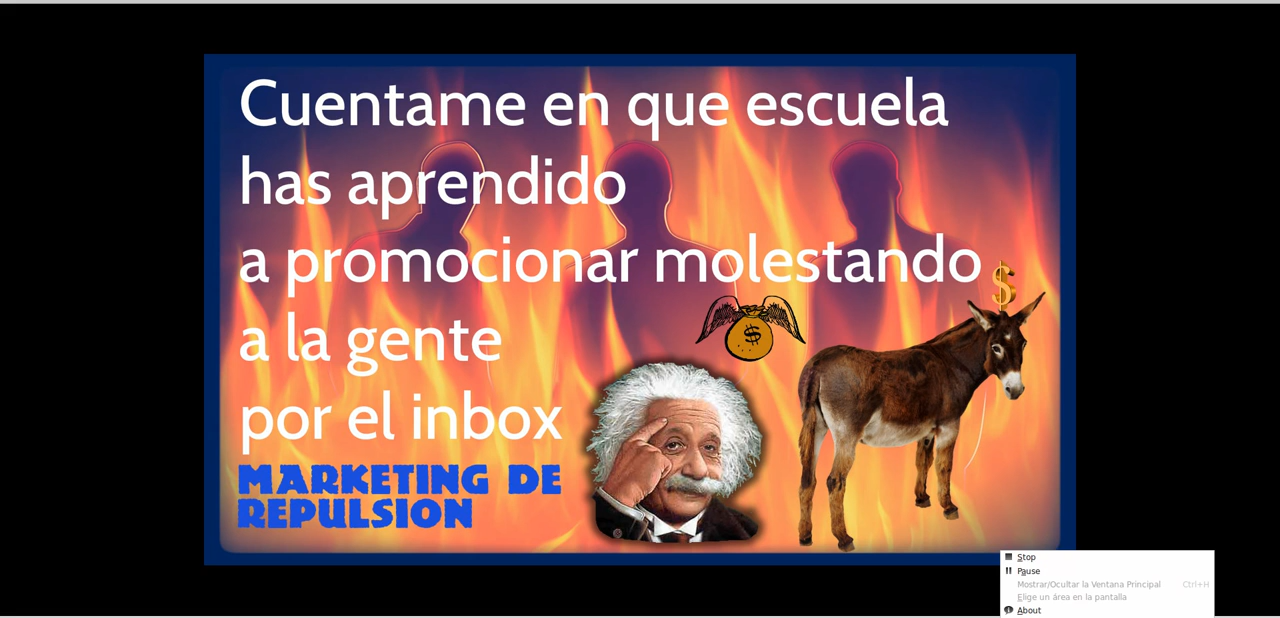 Cuentame en que escuela
has aprendido
a promocionar molestando
a la gente
por el inbox
MARKETING DE
REPULSION
$
$
Stop
Pause
Mostrar/Ocultar la Ventana Principal Ctrl+H
Elige un área en la pantalla
About